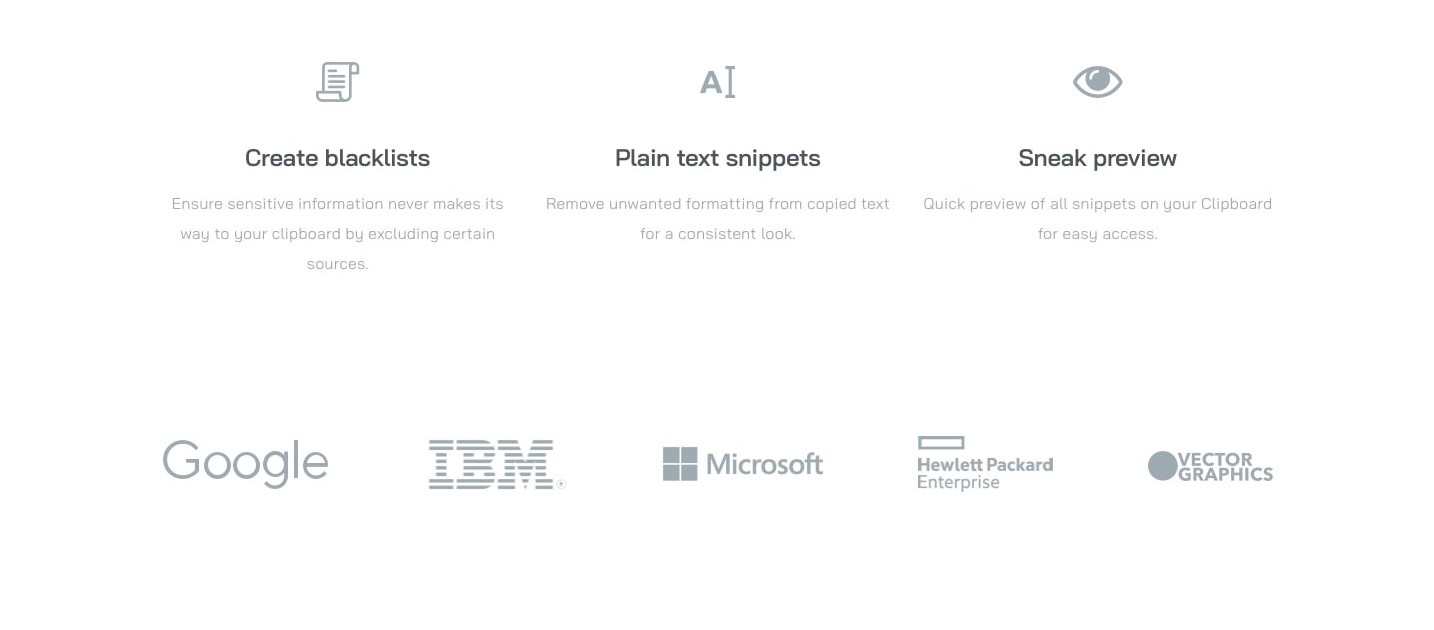 AI
Create blacklists
Plain text snippets
Sneak preview
Ensure sensitive information never makes its
way to your clipboard by excluding certain
sources.
Remove unwanted formatting from copied text
for a consistent look.
Quick preview of all snippets on your Clipboard
for easy access.
Google
IBM
Microsoft
Hewlett Packard
Enterprise
VECTOR
GRAPHICS